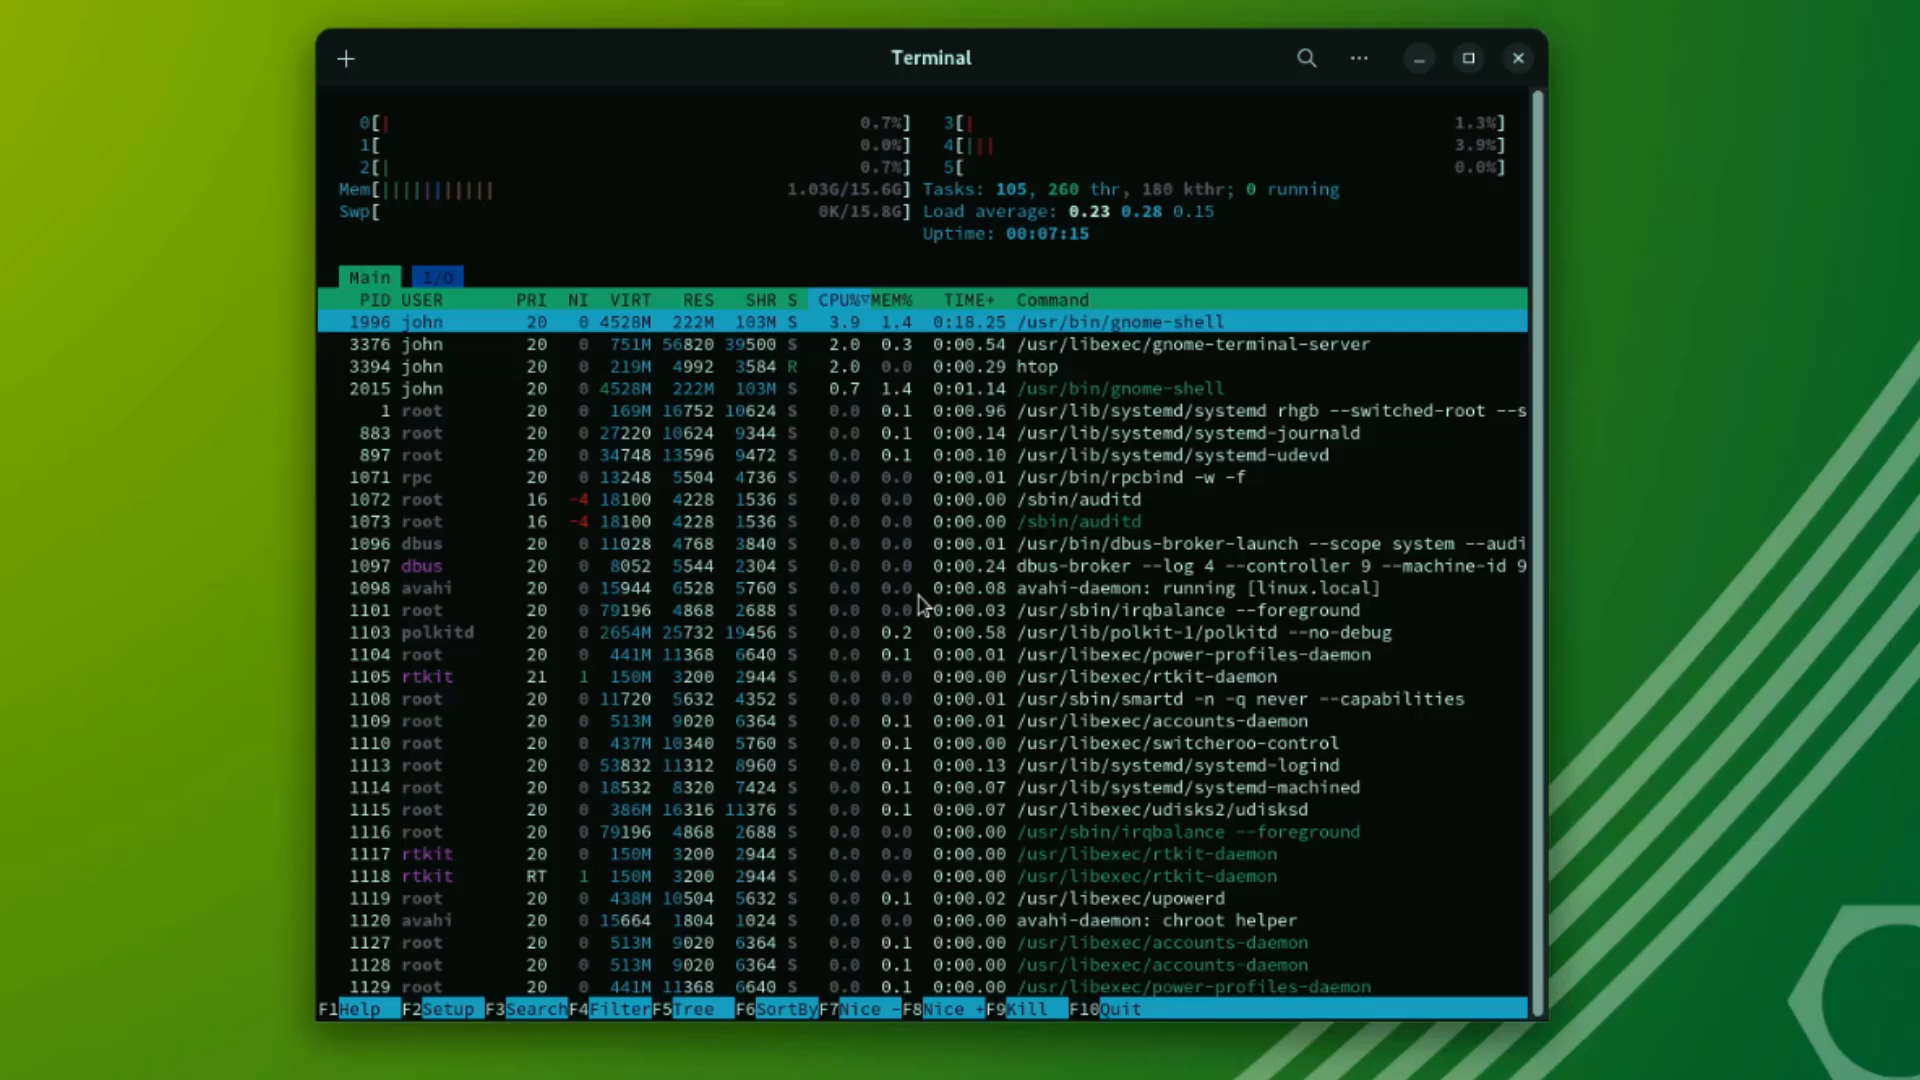 Terminal
0[| 0.7%] 3[| 1.3%]
1[ 0.0%] 4[||| 3.9%]
2[| 0.7%] 5[ 0.0%]
Mem[||||||||||| 1.03G/15.6G] Tasks: 105, 260 thr, 180 kthr; 0 running
Swp[ 0K/15.8G] Load average: 0.23 0.28 0.15
Uptime: 00:07:15
Main I/O
PID USER PRI NI VIRT RES SHR S CPU%▽MEM% TIME+ Command
1996 john 20 0 4528M 222M 103M S 3.9 1.4 0:18.25 /usr/bin/gnome-shell
3376 john 20 0 751M 56820 39500 S 2.0 0.3 0:00.54 /usr/libexec/gnome-terminal-server
3394 john 20 0 219M 4992 3584 R 2.0 0.0 0:00.29 htop
2015 john 20 0 4528M 222M 103M S 0.7 1.4 0:01.14 /usr/bin/gnome-shell
1 root 20 0 169M 16752 10624 S 0.0 0.1 0:00.96 /usr/lib/systemd/systemd rhgb --switched-root --s
883 root 20 0 27220 10624 9344 S 0.0 0.1 0:00.14 /usr/lib/systemd/systemd-journald
897 root 20 0 34748 13596 9472 S 0.0 0.1 0:00.10 /usr/lib/systemd/systemd-udevd
1071 rpc 20 0 13248 5504 4736 S 0.0 0.0 0:00.01 /usr/bin/rpcbind -w -f
1072 root 16 -4 18100 4228 1536 S 0.0 0.0 0:00.00 /sbin/auditd
1073 root 16 -4 18100 4228 1536 S 0.0 0.0 0:00.00 /sbin/auditd
1096 dbus 20 0 11028 4768 3840 S 0.0 0.0 0:00.01 /usr/bin/dbus-broker-launch --scope system --audi
1097 dbus 20 0 8052 5544 2304 S 0.0 0.0 0:00.24 dbus-broker --log 4 --controller 9 --machine-id 9
1098 avahi 20 0 15944 6528 5760 S 0.0 0.0 0:00.08 avahi-daemon: running [linux.local]
1101 root 20 0 79196 4868 2688 S 0.0 0.0 0:00.03 /usr/sbin/irqbalance --foreground
1103 polkitd 20 0 2654M 25732 19456 S 0.0 0.2 0:00.58 /usr/lib/polkit-1/polkitd --no-debug
1104 root 20 0 441M 11368 6640 S 0.0 0.1 0:00.01 /usr/libexec/power-profiles-daemon
1105 rtkit 21 1 150M 3200 2944 S 0.0 0.0 0:00.00 /usr/libexec/rtkit-daemon
1108 root 20 0 11720 5632 4352 S 0.0 0.0 0:00.01 /usr/sbin/smartd -n -q never --capabilities
1109 root 20 0 513M 9020 6364 S 0.0 0.1 0:00.01 /usr/libexec/accounts-daemon
1110 root 20 0 437M 10340 5760 S 0.0 0.1 0:00.00 /usr/libexec/switcheroo-control
1113 root 20 0 53832 11312 8960 S 0.0 0.1 0:00.13 /usr/lib/systemd/systemd-logind
1114 root 20 0 18532 8320 7424 S 0.0 0.1 0:00.07 /usr/lib/systemd/systemd-machined
1115 root 20 0 386M 16316 11376 S 0.0 0.1 0:00.07 /usr/libexec/udisks2/udisksd
1116 root 20 0 79196 4868 2688 S 0.0 0.0 0:00.00 /usr/sbin/irqbalance --foreground
1117 rtkit 20 0 150M 3200 2944 S 0.0 0.0 0:00.00 /usr/libexec/rtkit-daemon
1118 rtkit RT 1 150M 3200 2944 S 0.0 0.0 0:00.00 /usr/libexec/rtkit-daemon
1119 root 20 0 438M 10504 5632 S 0.0 0.1 0:00.02 /usr/libexec/upowerd
1120 avahi 20 0 15664 1804 1024 S 0.0 0.0 0:00.00 avahi-daemon: chroot helper
1127 root 20 0 513M 9020 6364 S 0.0 0.1 0:00.00 /usr/libexec/accounts-daemon
1128 root 20 0 513M 9020 6364 S 0.0 0.1 0:00.00 /usr/libexec/accounts-daemon
1129 root 20 0 441M 11368 6640 S 0.0 0.1 0:00.00 /usr/libexec/power-profiles-daemon
F1Help F2Setup F3SearchF4FilterF5Tree F6SortByF7Nice -F8Nice +F9Kill F10Quit